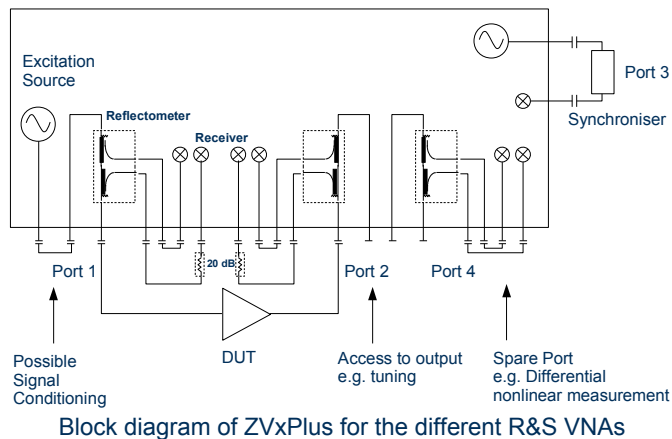 Excitation
Source
Reflectometer
Receiver
Port 3
Synchroniser
Port 1
20 dB
Port 2
Port 4
DUT
Possible
Signal
Conditioning
Access to output
e.g. tuning
Spare Port
e.g. Differential
nonlinear measurement
Block diagram of ZVxPlus for the different R&S VNAs